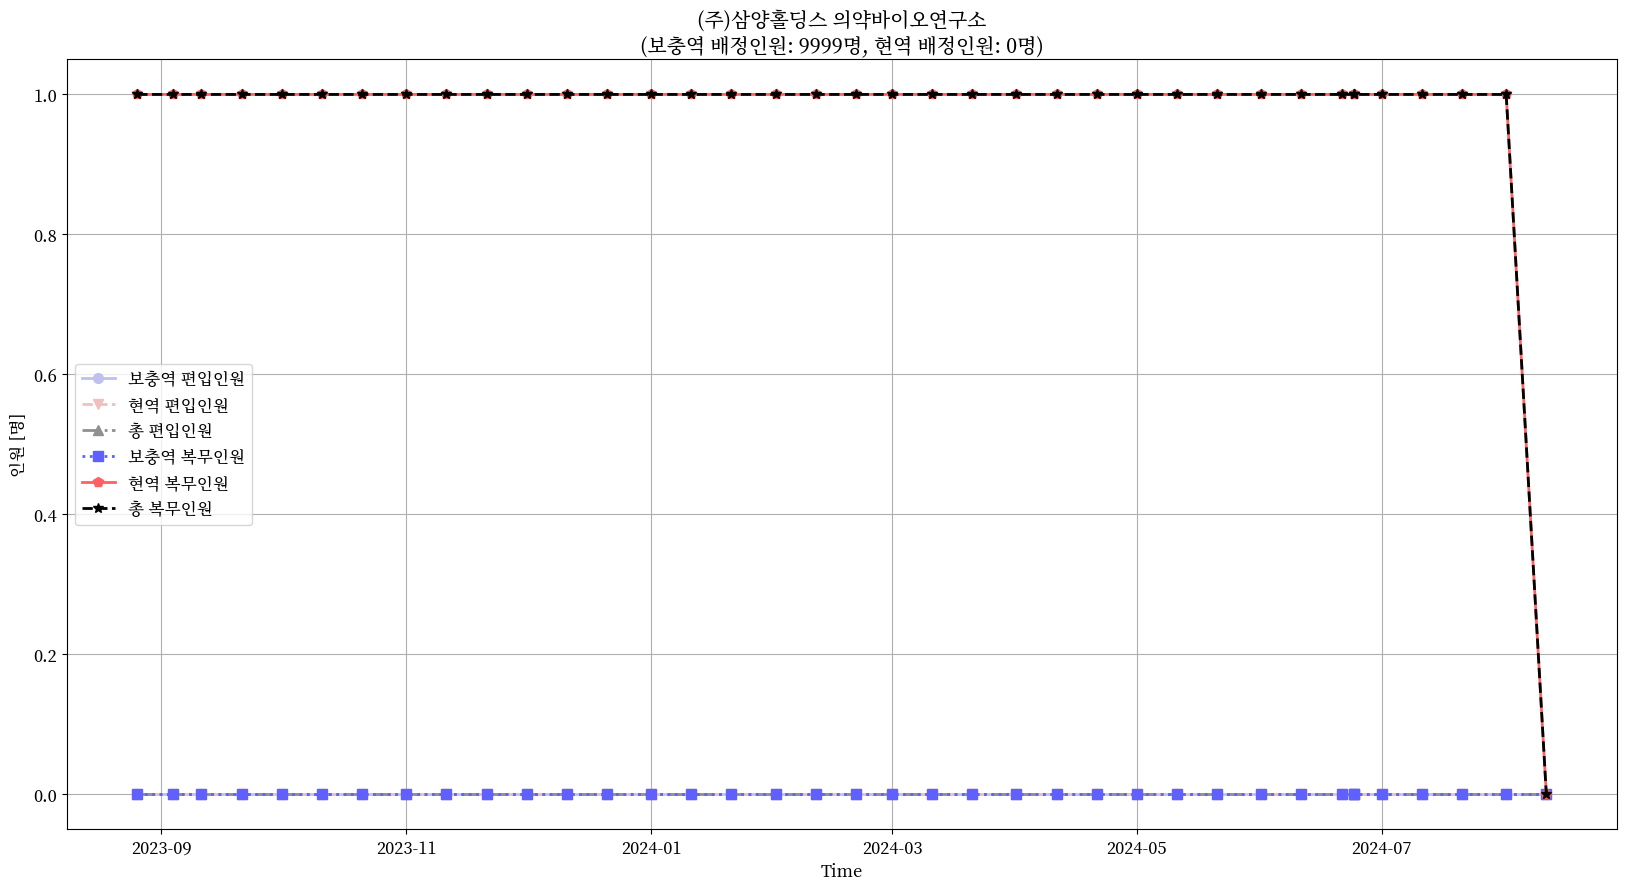 (주)삼양홀딩스 의약바이오연구소
(보충역 배정인원: 9999명, 현역 배정인원: 0명)
1.0
0.8
0.6
0.4
0.2
0.0
인원 [명]
보충역 편입인원
현역 편입인원
총 편입인원
보충역 복무인원
현역 복무인원
총 복무인원
2023-09
2023-11
2024-01
2024-03
2024-05
2024-07
Time